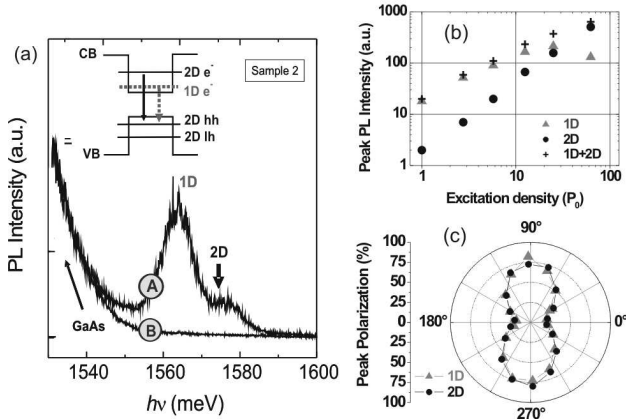 (a)
CB
2D e-
1D e-
2D hh
2D lh
VB
Sample 2
1D
2D
A
B
GaAs
PL Intensity (a.u.)
1540 1560 1580 1600
hν (meV)
(b)
Peak PL Intensity (a.u.)
1000
100
10
1
1 10 100
1D
2D
1D+2D
Excitation density (P0)
(c)
Peak Polarization (%)
100
75
50
25
0
25
50
75
100
90°
180°
0°
270°
1D
2D